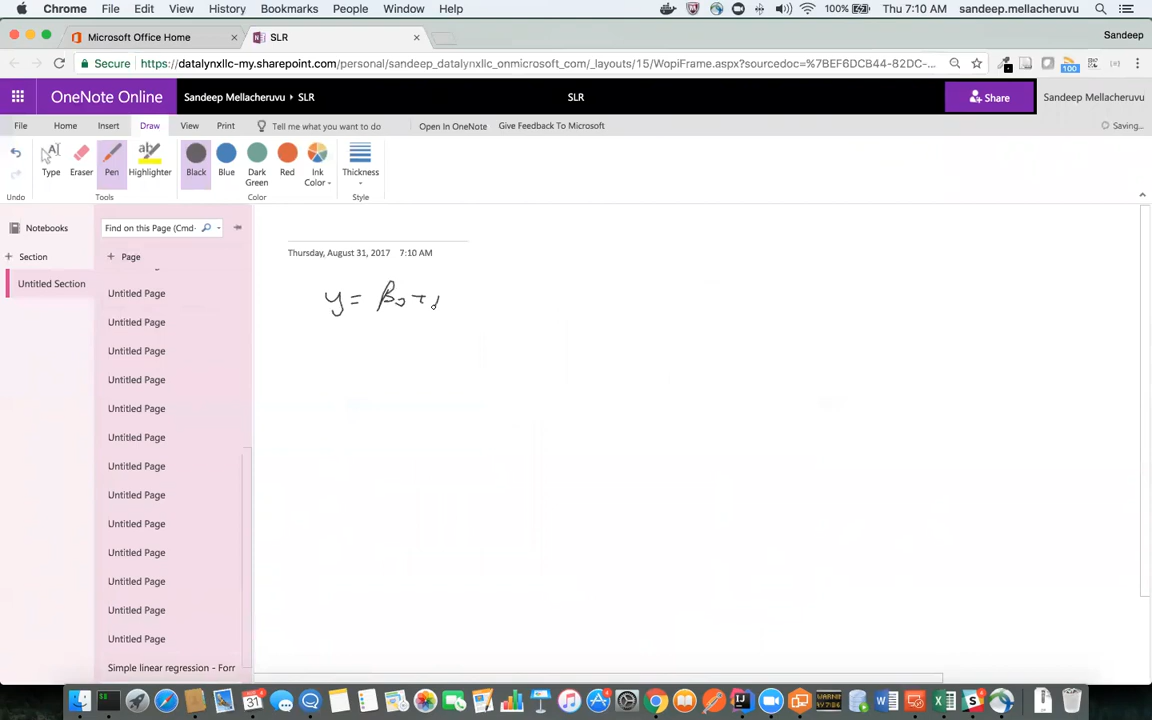 Chrome File Edit View History Bookmarks People Window Help 100% Thu 7:10 AM sandeep.mellacheruvu
Microsoft Office Home × SLR × Sandeep
Secure https://datalynxllc-my.sharepoint.com/personal/sandeep_datalynxllc_onmicrosoft_com/_layouts/15/WopiFrame.aspx?sourcedoc=%7BEF6DCB44-82DC-... 100
OneNote Online Sandeep Mellacheruvu ▸ SLR SLR Share Sandeep Mellacheruvu
File Home Insert Draw View Print Tell me what you want to do Open In OneNote Give Feedback To Microsoft Saving...
Undo Type Eraser Pen Highlighter Black Blue Dark Green Red Ink Color Thickness
Undo Tools Color Style
Notebooks Find on this Page (Cmd-
+ Section + Page
Untitled Section
Thursday, August 31, 2017 7:10 AM
Untitled Page
y = β₀ +
Untitled Page
Untitled Page
Untitled Page
Untitled Page
Untitled Page
Untitled Page
Untitled Page
Untitled Page
Untitled Page
Untitled Page
Untitled Page
Untitled Page
Simple linear regression - Forr